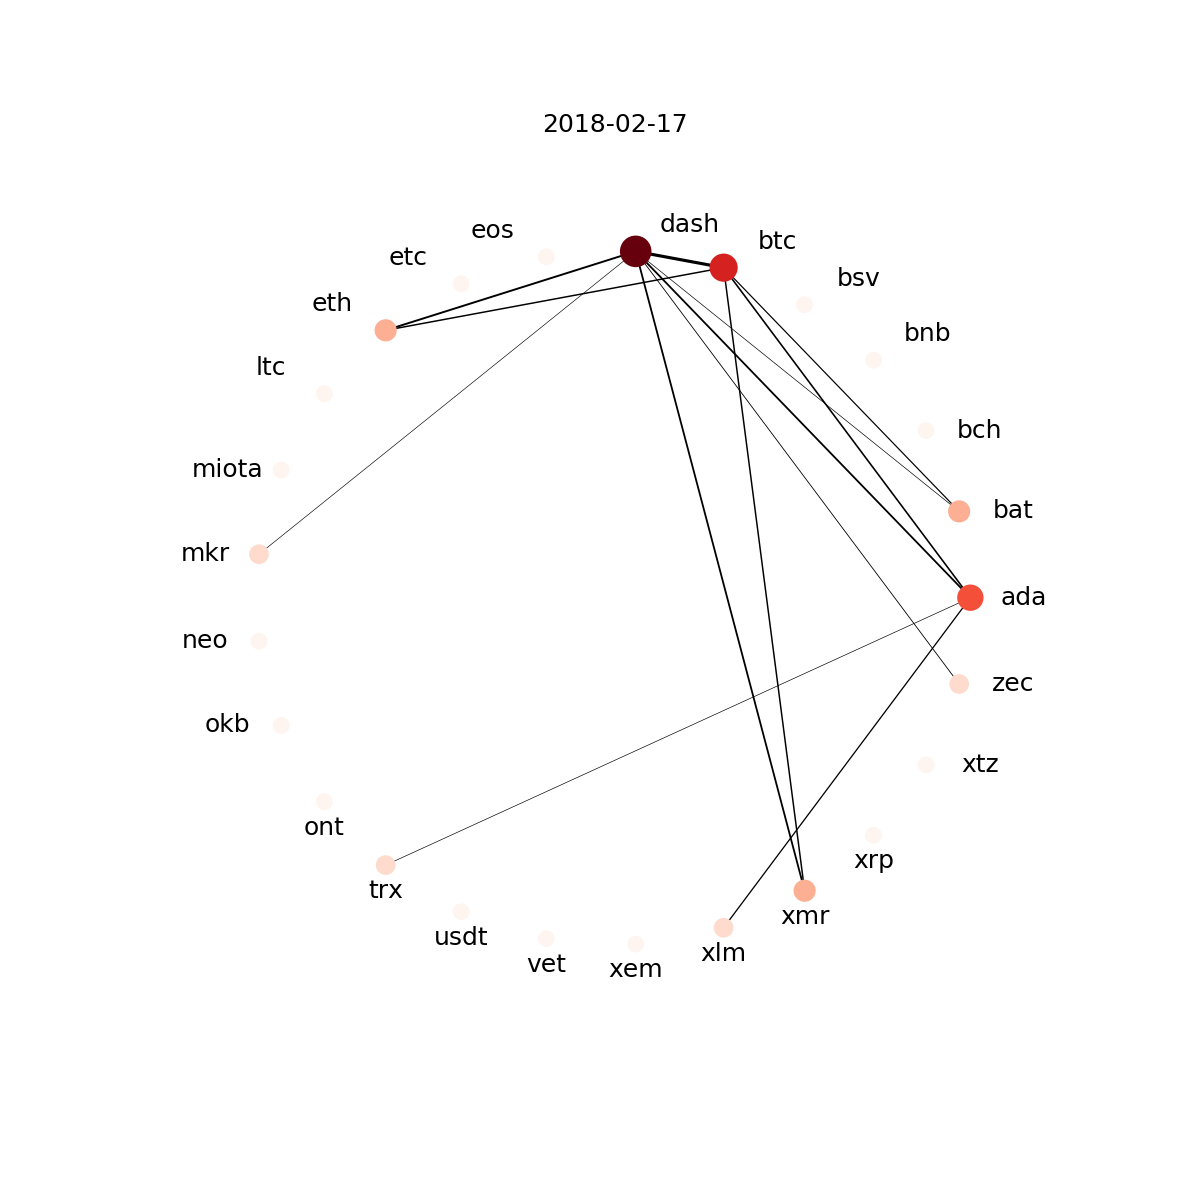 2018-02-17
dash
eos
btc
etc
bsv
eth
bnb
ltc
bch
miota
bat
mkr
ada
neo
zec
okb
xtz
ont
xrp
trx
xmr
usdt
xlm
vet
xem